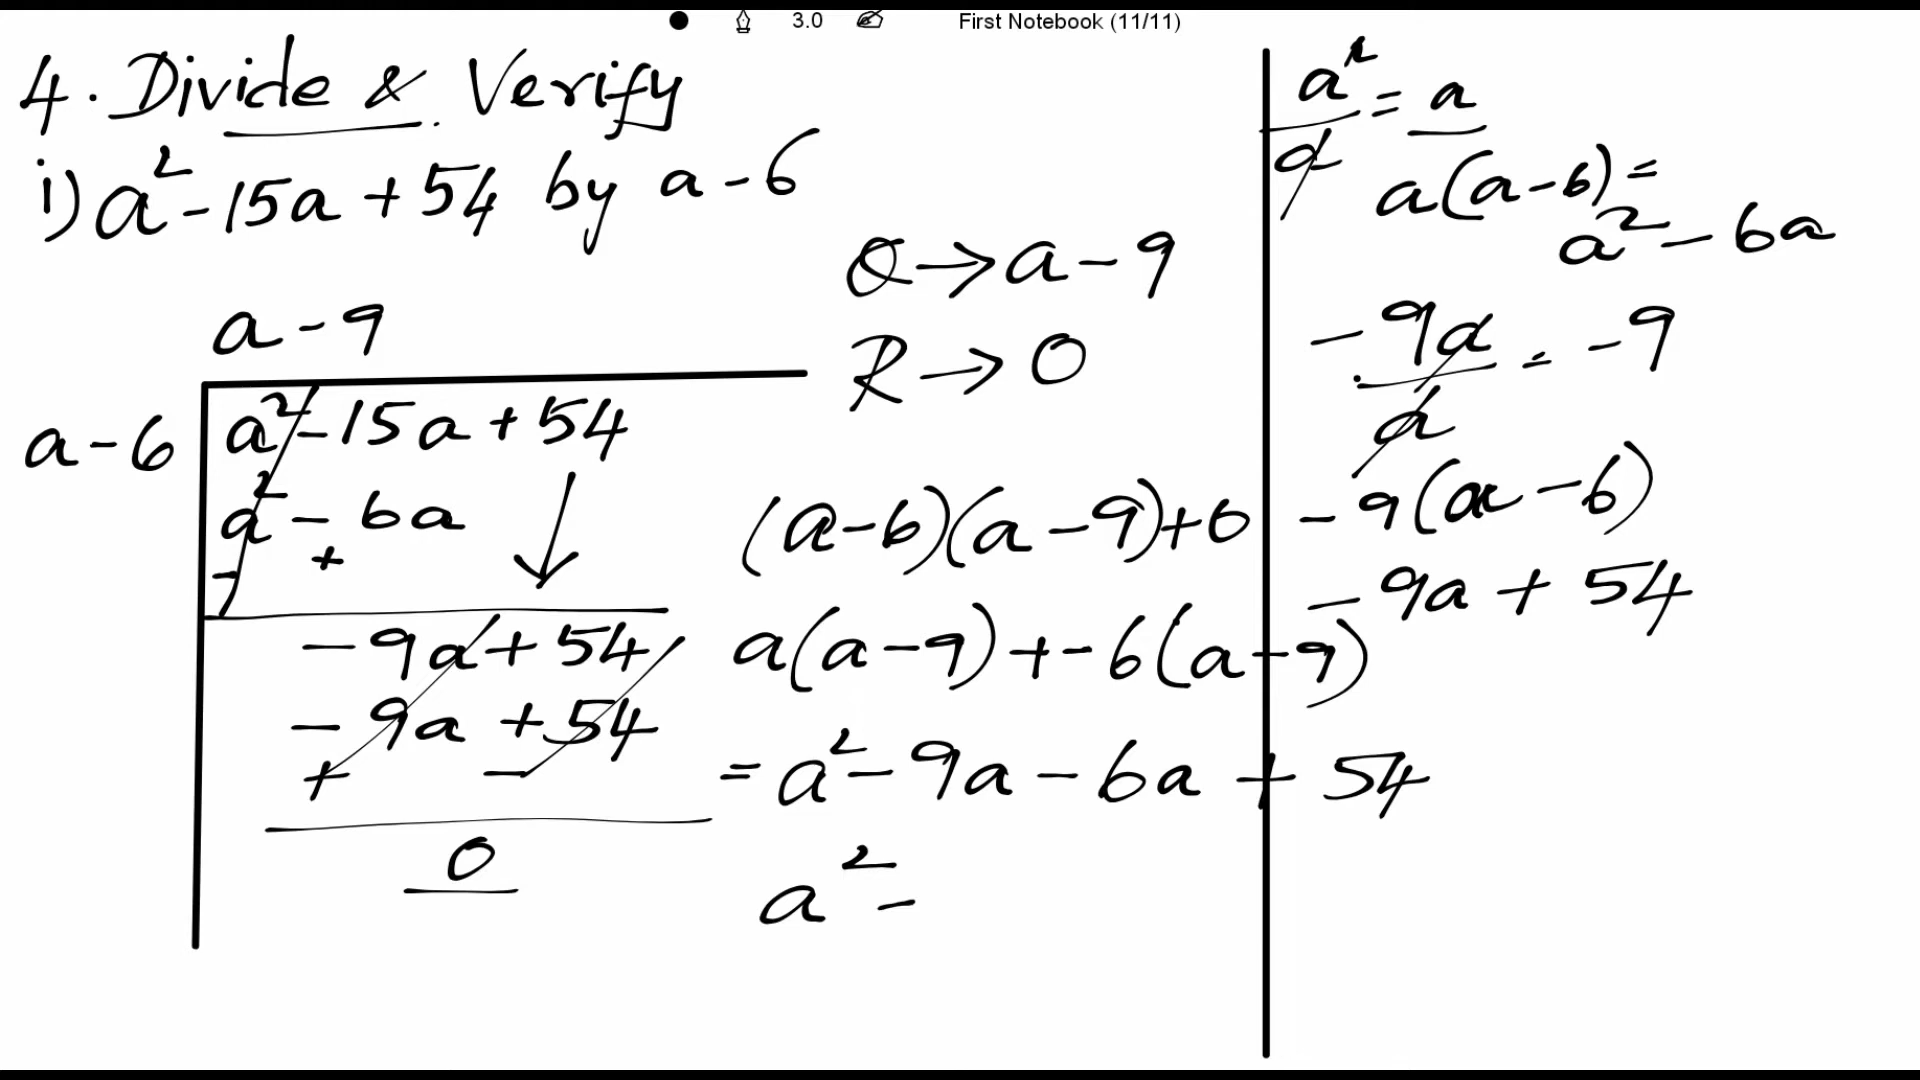 3.0 First Notebook (11/11)
4. Divide & Verify
i) a² - 15a + 54 by a - 6
Q → a - 9
R → 0
a - 9
a - 6 a² - 15a + 54
a² - 6a
- +
- 9a + 54
- 9a + 54
+ -
0
(a - 6)(a - 9) + 0
a(a - 9) + - 6(a - 9)
= a² - 9a - 6a + 54
a² -
a² / a = a
a(a - 6) =
a² - 6a
- 9a / a = - 9
- 9(a - 6)
- 9a + 54